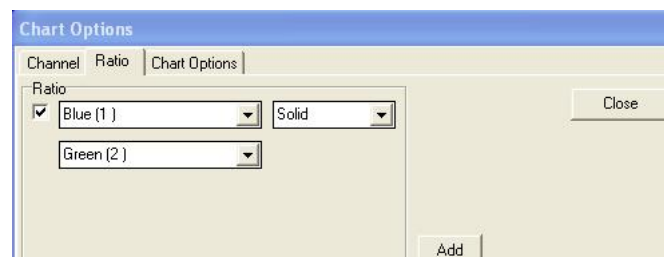 Chart Options
Channel Ratio Chart Options
Ratio
Blue (1 ) Solid
Close
Green (2 )
Add